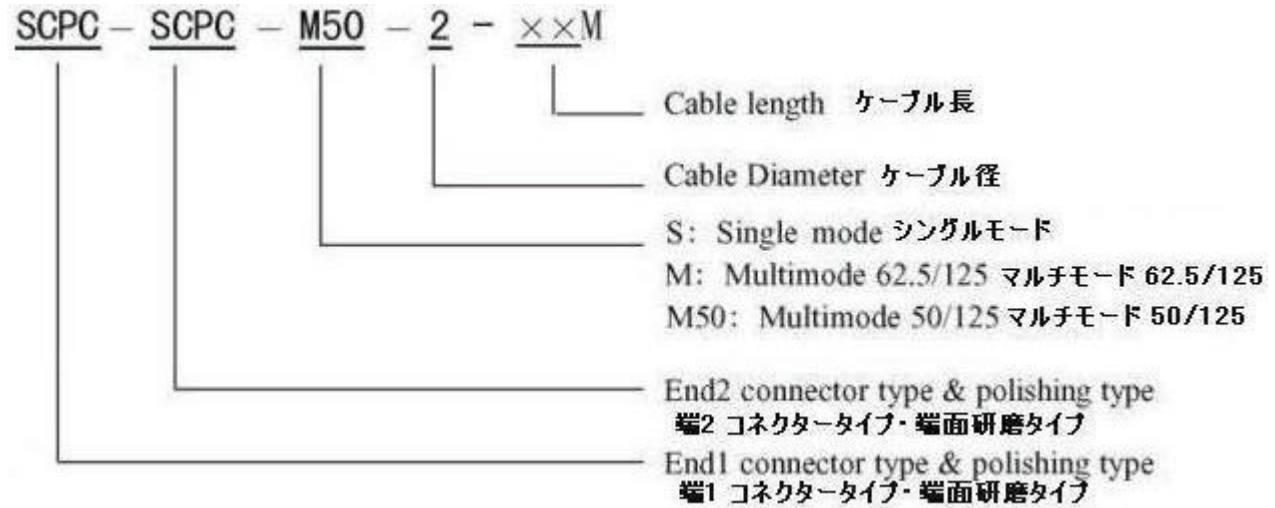 SCPC - SCPC - M50 - 2 - ××M
Cable length ケーブル長
Cable Diameter ケーブル径
S: Single mode シングルモード
M: Multimode 62.5/125 マルチモード 62.5/125
M50: Multimode 50/125 マルチモード 50/125
End2 connector type & polishing type
端2 コネクタータイプ・端面研磨タイプ
End1 connector type & polishing type
端1 コネクタータイプ・端面研磨タイプ